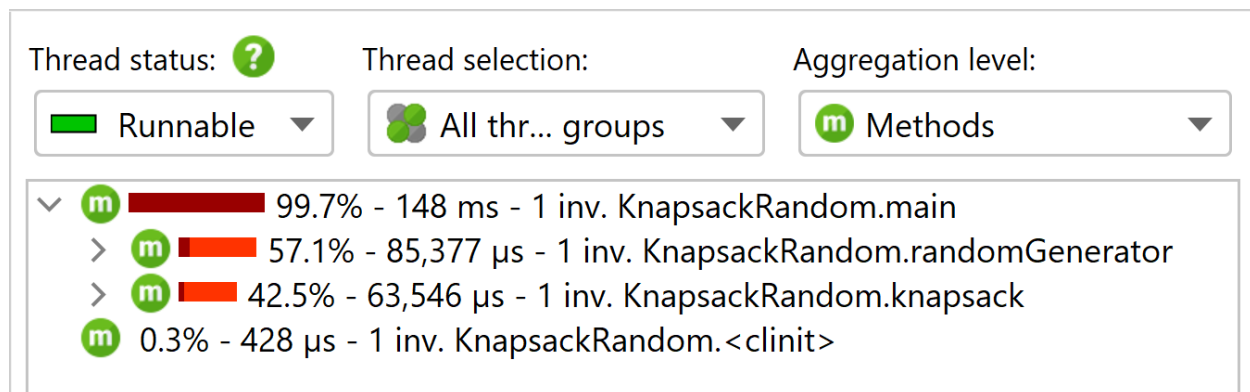 Thread status: ? Thread selection: Aggregation level:
Runnable All thr... groups m Methods
m 99.7% - 148 ms - 1 inv. KnapsackRandom.main
m 57.1% - 85,377 µs - 1 inv. KnapsackRandom.randomGenerator
m 42.5% - 63,546 µs - 1 inv. KnapsackRandom.knapsack
m 0.3% - 428 µs - 1 inv. KnapsackRandom.<clinit>